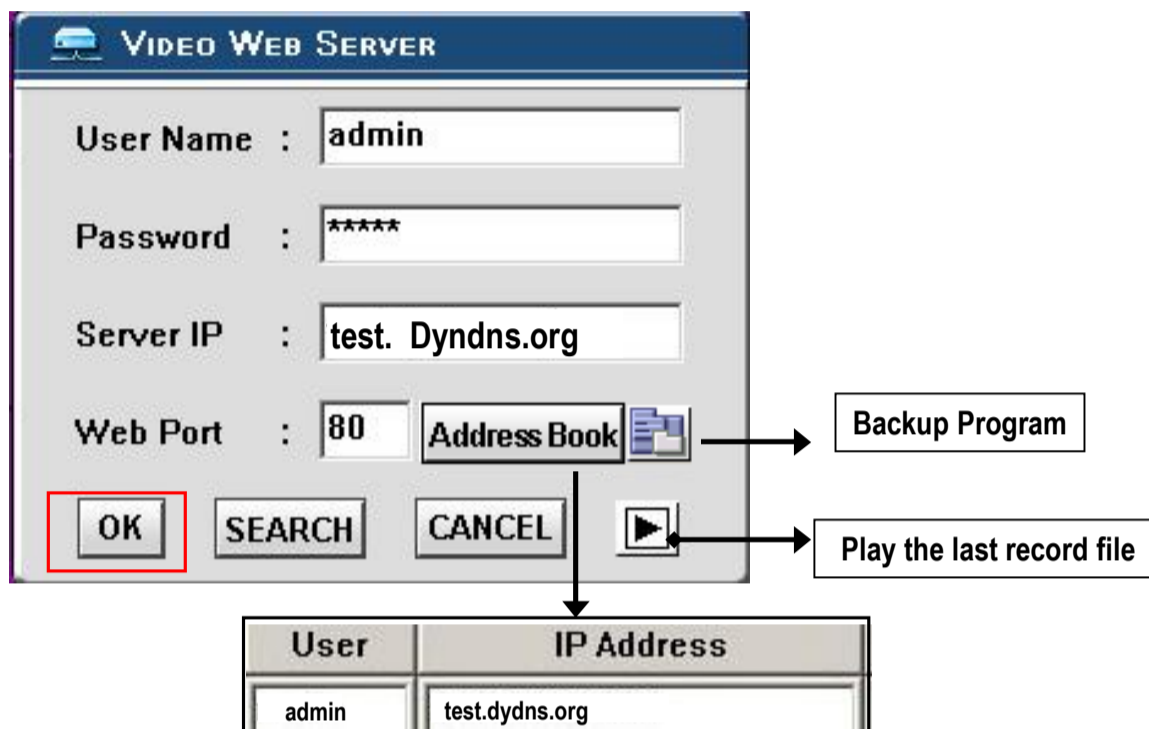 VIDEO WEB SERVER
User Name : admin
Password : *****
Server IP : test. Dyndns.org
Web Port : 80 Address Book
Backup Program
OK SEARCH CANCEL
Play the last record file
User IP Address
admin test.dydns.org